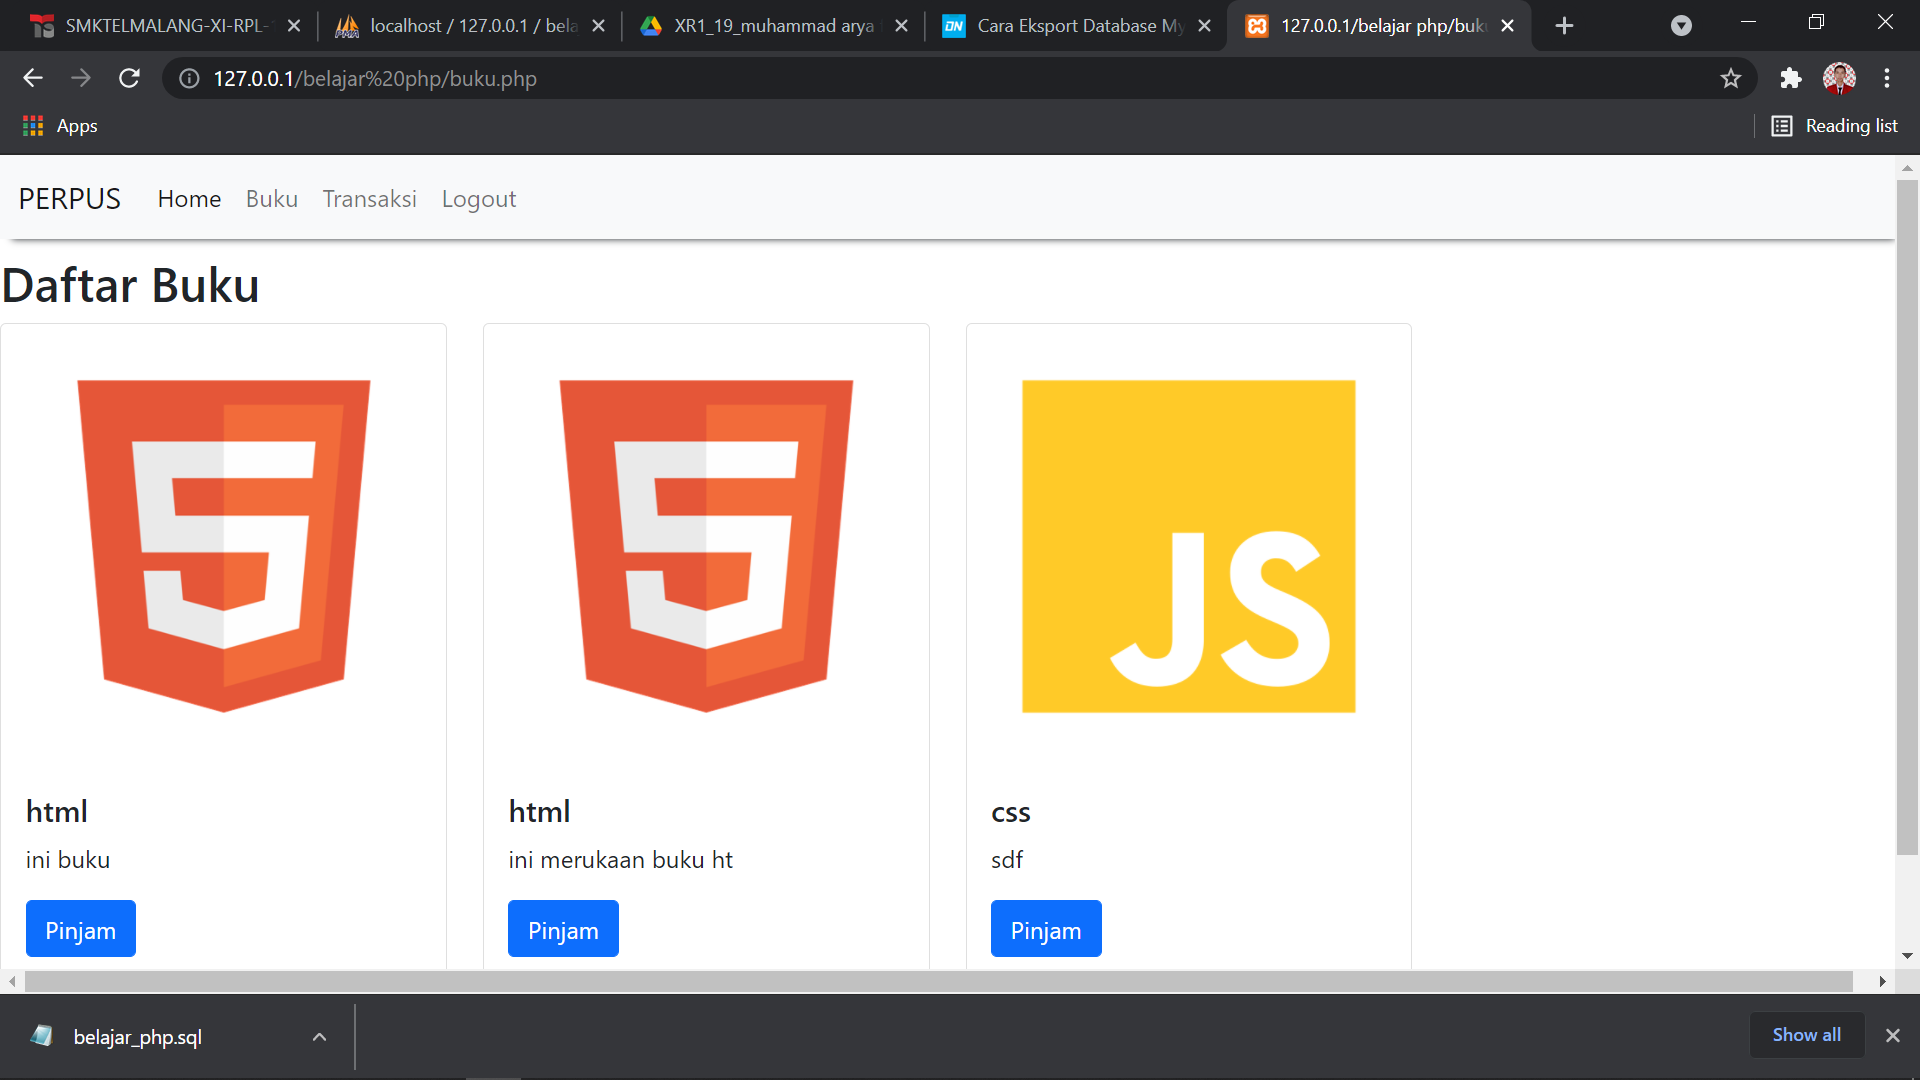 SMKTELMALANG-XI-RPL-
localhost / 127.0.0.1 / bela
XR1_19_muhammad arya
Cara Eksport Database My
127.0.0.1/belajar php/buku
127.0.0.1/belajar%20php/buku.php
Apps
Reading list
PERPUS Home Buku Transaksi Logout
Daftar Buku
JS
html
ini buku
Pinjam
html
ini merukaan buku ht
Pinjam
css
sdf
Pinjam
belajar_php.sql
Show all